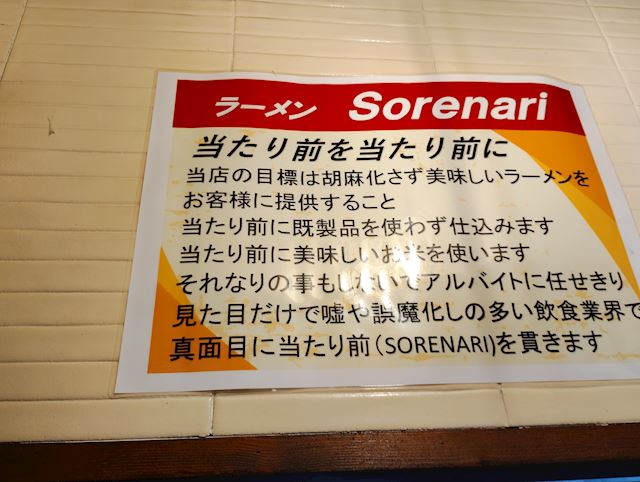 ラーメン Sorenari
当たり前を当たり前に
当店の目標は胡麻化さず美味しいラーメンを
お客様に提供すること
当たり前に既製品を使わず仕込みます
当たり前に美味しいお米を使います
それなりの事もしないでアルバイトに任せきり
見た目だけで嘘や誤魔化しの多い飲食業界で
真面目に当たり前(SORENARI)を貫きます